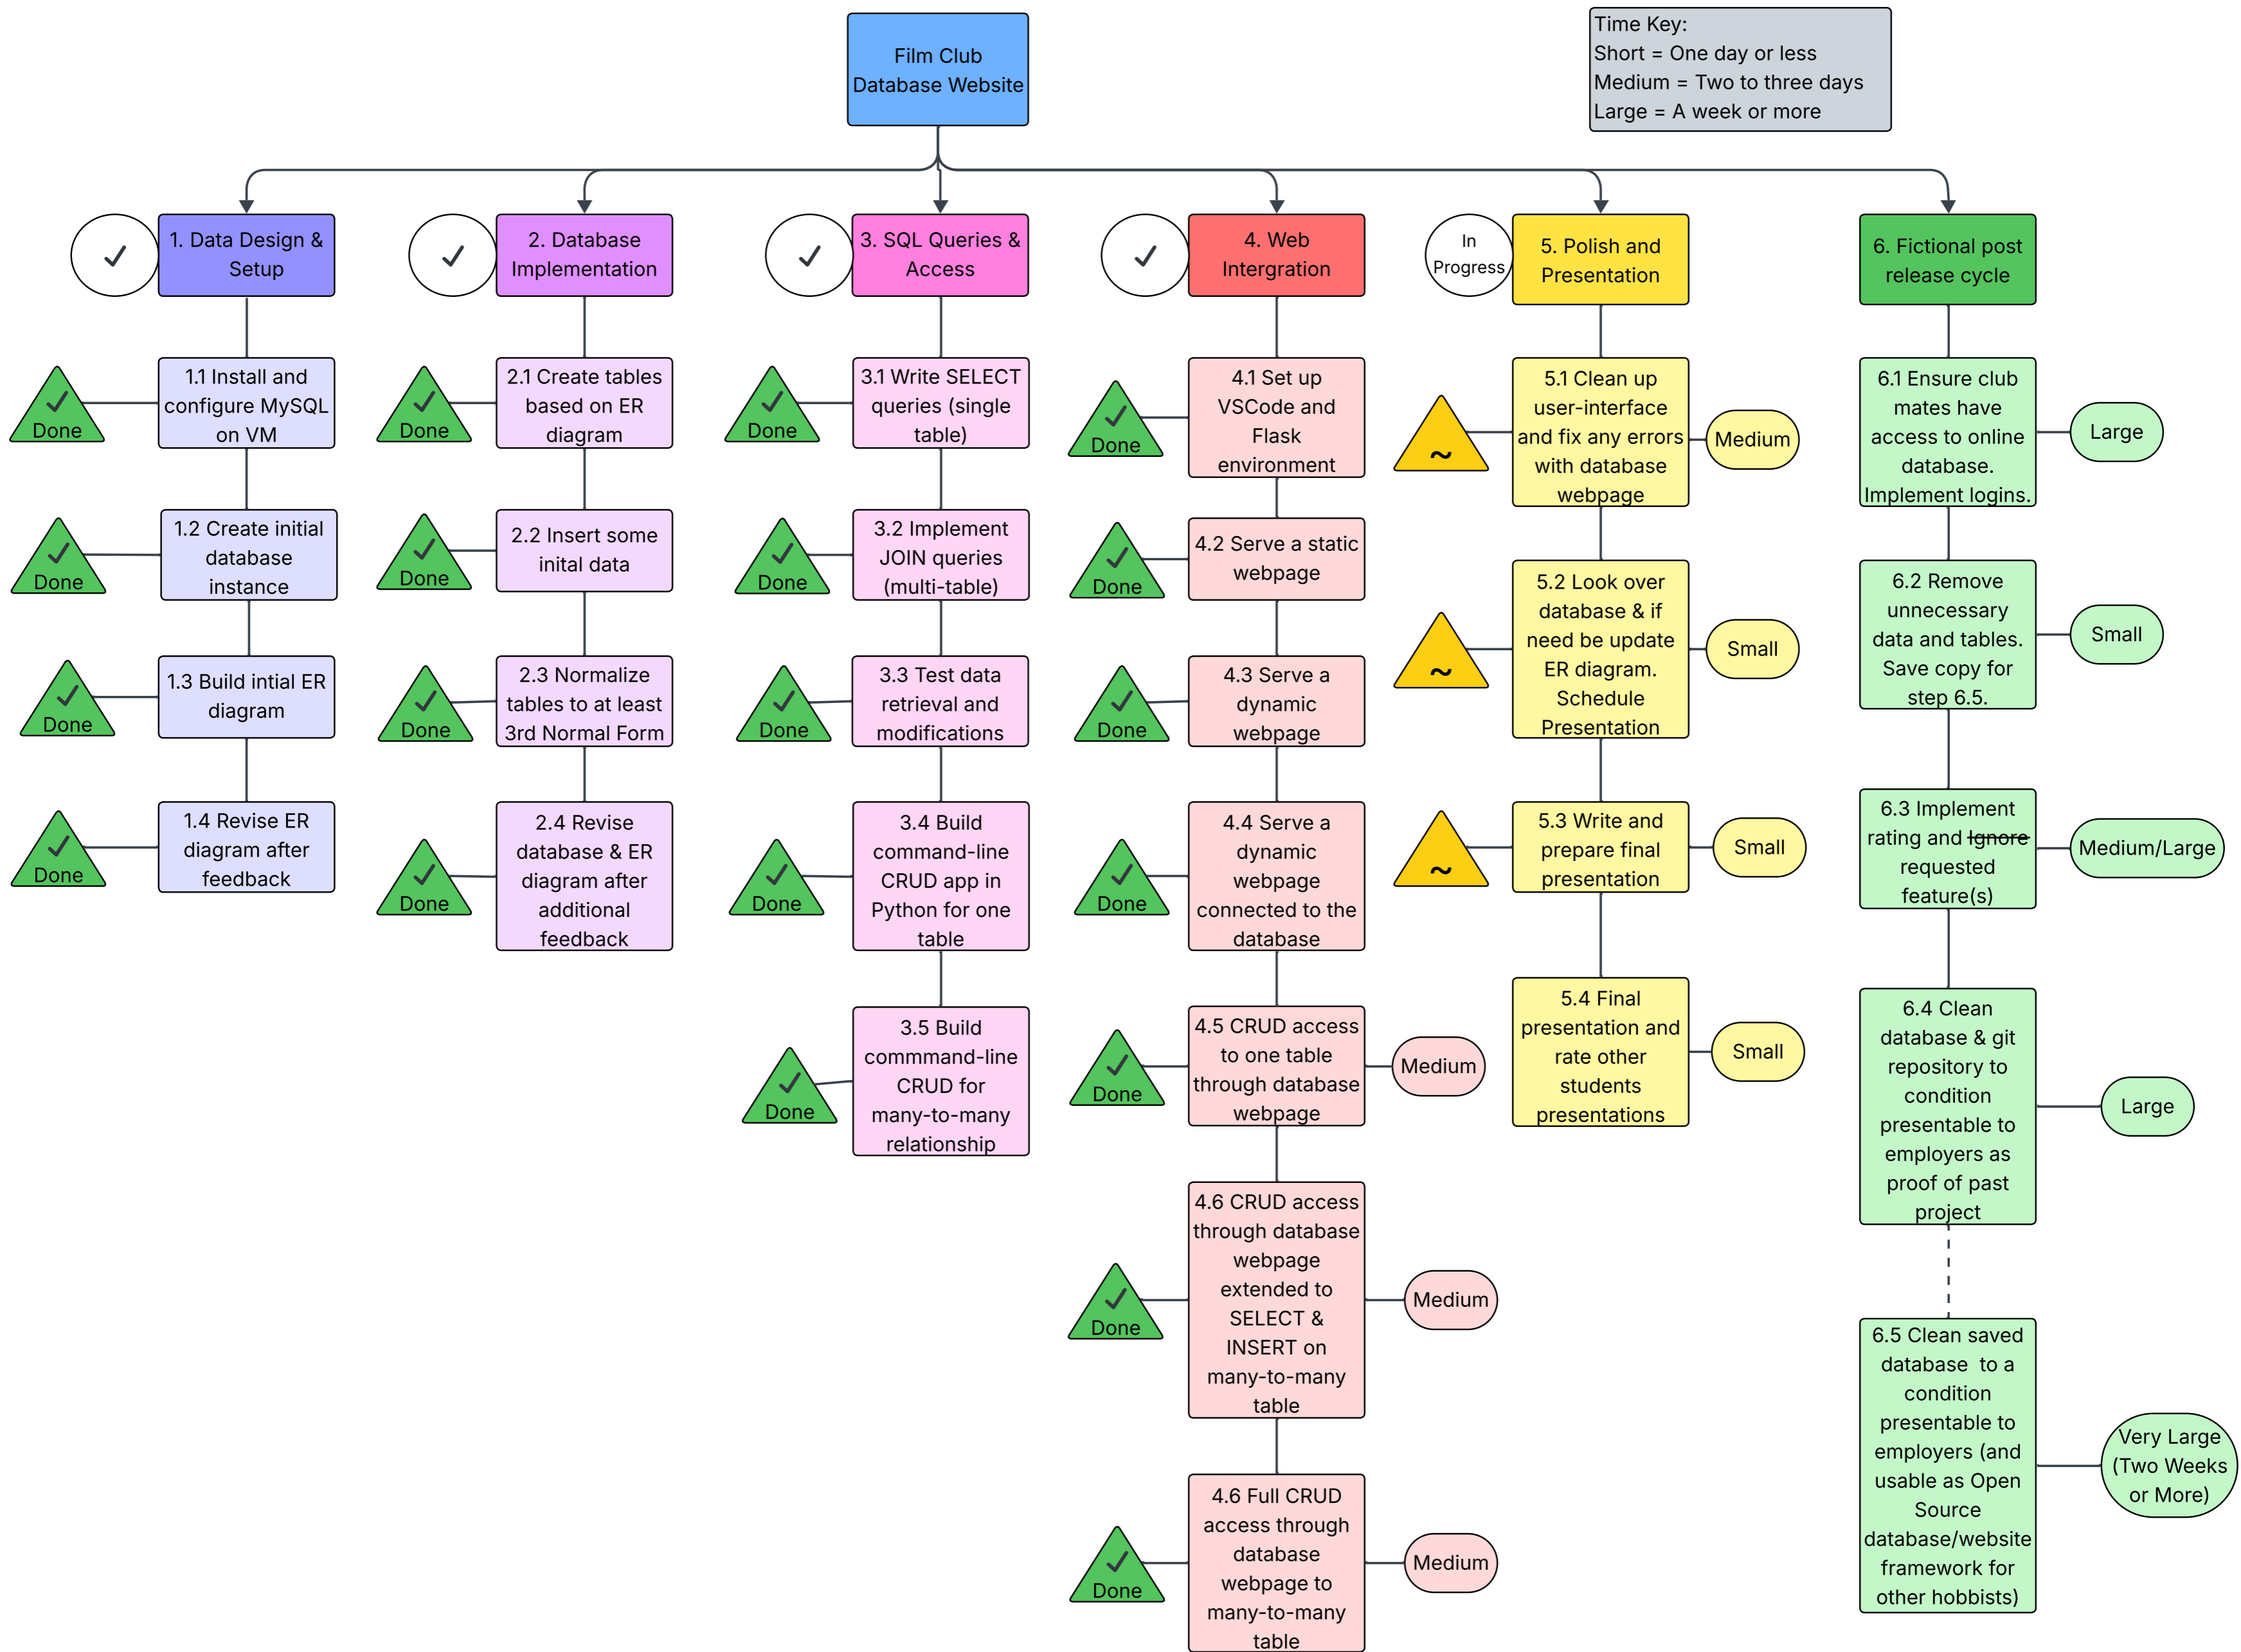 Film Club
Database Website
Time Key:
Short = One day or less
Medium = Two to three days
Large = A week or more
1. Data Design &
Setup
1.1 Install and
configure MySQL
on VM
Done
1.2 Create initial
database
instance
Done
1.3 Build intial ER
diagram
Done
1.4 Revise ER
diagram after
feedback
Done
2. Database
Implementation
2.1 Create tables
based on ER
diagram
Done
2.2 Insert some
inital data
Done
2.3 Normalize
tables to at least
3rd Normal Form
Done
2.4 Revise
database & ER
diagram after
additional
feedback
Done
3. SQL Queries &
Access
3.1 Write SELECT
queries (single
table)
Done
3.2 Implement
JOIN queries
(multi-table)
Done
3.3 Test data
retrieval and
modifications
Done
3.4 Build
command-line
CRUD app in
Python for one
table
Done
3.5 Build
commmand-line
CRUD for
many-to-many
relationship
Done
4. Web
Intergration
4.1 Set up
VSCode and
Flask
environment
Done
4.2 Serve a static
webpage
Done
4.3 Serve a
dynamic
webpage
Done
4.4 Serve a
dynamic
webpage
connected to the
database
Done
4.5 CRUD access
to one table
through database
webpage
Done
Medium
4.6 CRUD access
through database
webpage
extended to
SELECT &
INSERT on
many-to-many
table
Done
Medium
4.6 Full CRUD
access through
database
webpage to
many-to-many
table
Done
Medium
In
Progress
5. Polish and
Presentation
5.1 Clean up
user-interface
and fix any errors
with database
webpage
~
Medium
5.2 Look over
database & if
need be update
ER diagram.
Schedule
Presentation
~
Small
5.3 Write and
prepare final
presentation
~
Small
5.4 Final
presentation and
rate other
students
presentations
Small
6. Fictional post
release cycle
6.1 Ensure club
mates have
access to online
database.
Implement logins.
Large
6.2 Remove
unnecessary
data and tables.
Save copy for
step 6.5.
Small
6.3 Implement
rating and Ignore
requested
feature(s)
Medium/Large
6.4 Clean
database & git
repository to
condition
presentable to
employers as
proof of past
project
Large
6.5 Clean saved
database to a
condition
presentable to
employers (and
usable as Open
Source
database/website
framework for
other hobbists)
Very Large
(Two Weeks
or More)